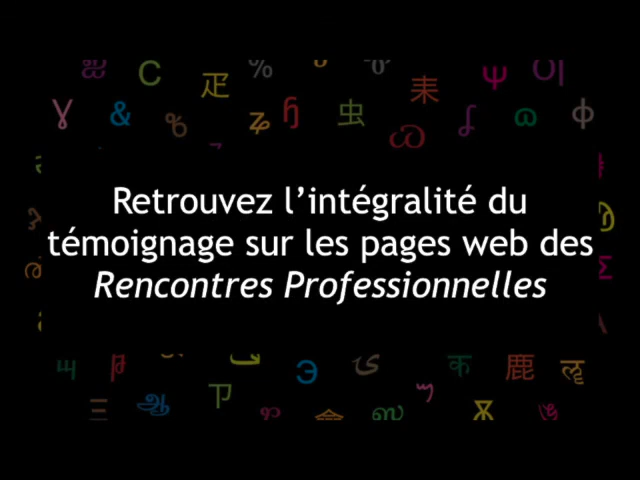 Retrouvez l’intégralité du
témoignage sur les pages web des
Rencontres Professionnelles